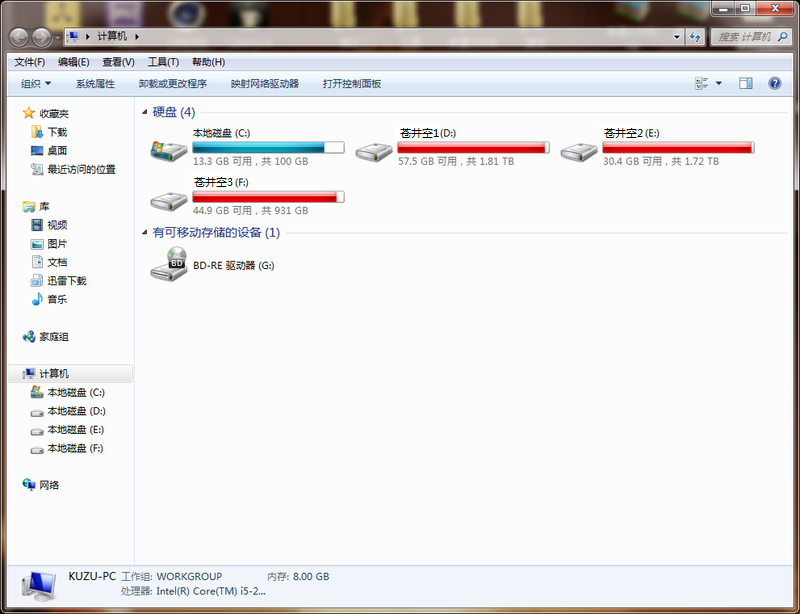 计算机
搜索 计算机
文件(F) 编辑(E) 查看(V) 工具(T) 帮助(H)
组织 系统属性 卸载或更改程序 映射网络驱动器 打开控制面板
收藏夹
下载
桌面
最近访问的位置
库
视频
图片
文档
迅雷下载
音乐
家庭组
计算机
本地磁盘 (C:)
本地磁盘 (D:)
本地磁盘 (E:)
本地磁盘 (F:)
网络
硬盘 (4)
本地磁盘 (C:)
13.3 GB 可用，共 100 GB
苍井空1(D:)
57.5 GB 可用，共 1.81 TB
苍井空2 (E:)
30.4 GB 可用，共 1.72 TB
苍井空3 (F:)
44.9 GB 可用，共 931 GB
有可移动存储的设备 (1)
BD
BD-RE 驱动器 (G:)
KUZU-PC 工作组: WORKGROUP 内存: 8.00 GB
处理器: Intel(R) Core(TM) i5-2...